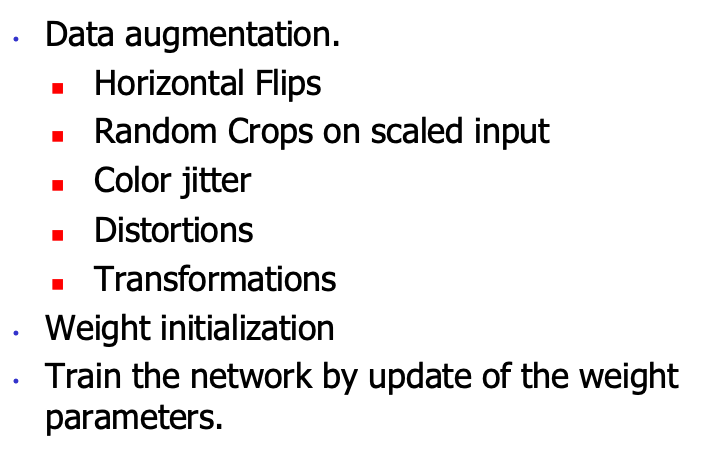 Data augmentation.
Horizontal Flips
Random Crops on scaled input
Color jitter
Distortions
Transformations
Weight initialization
Train the network by update of the weight
parameters.